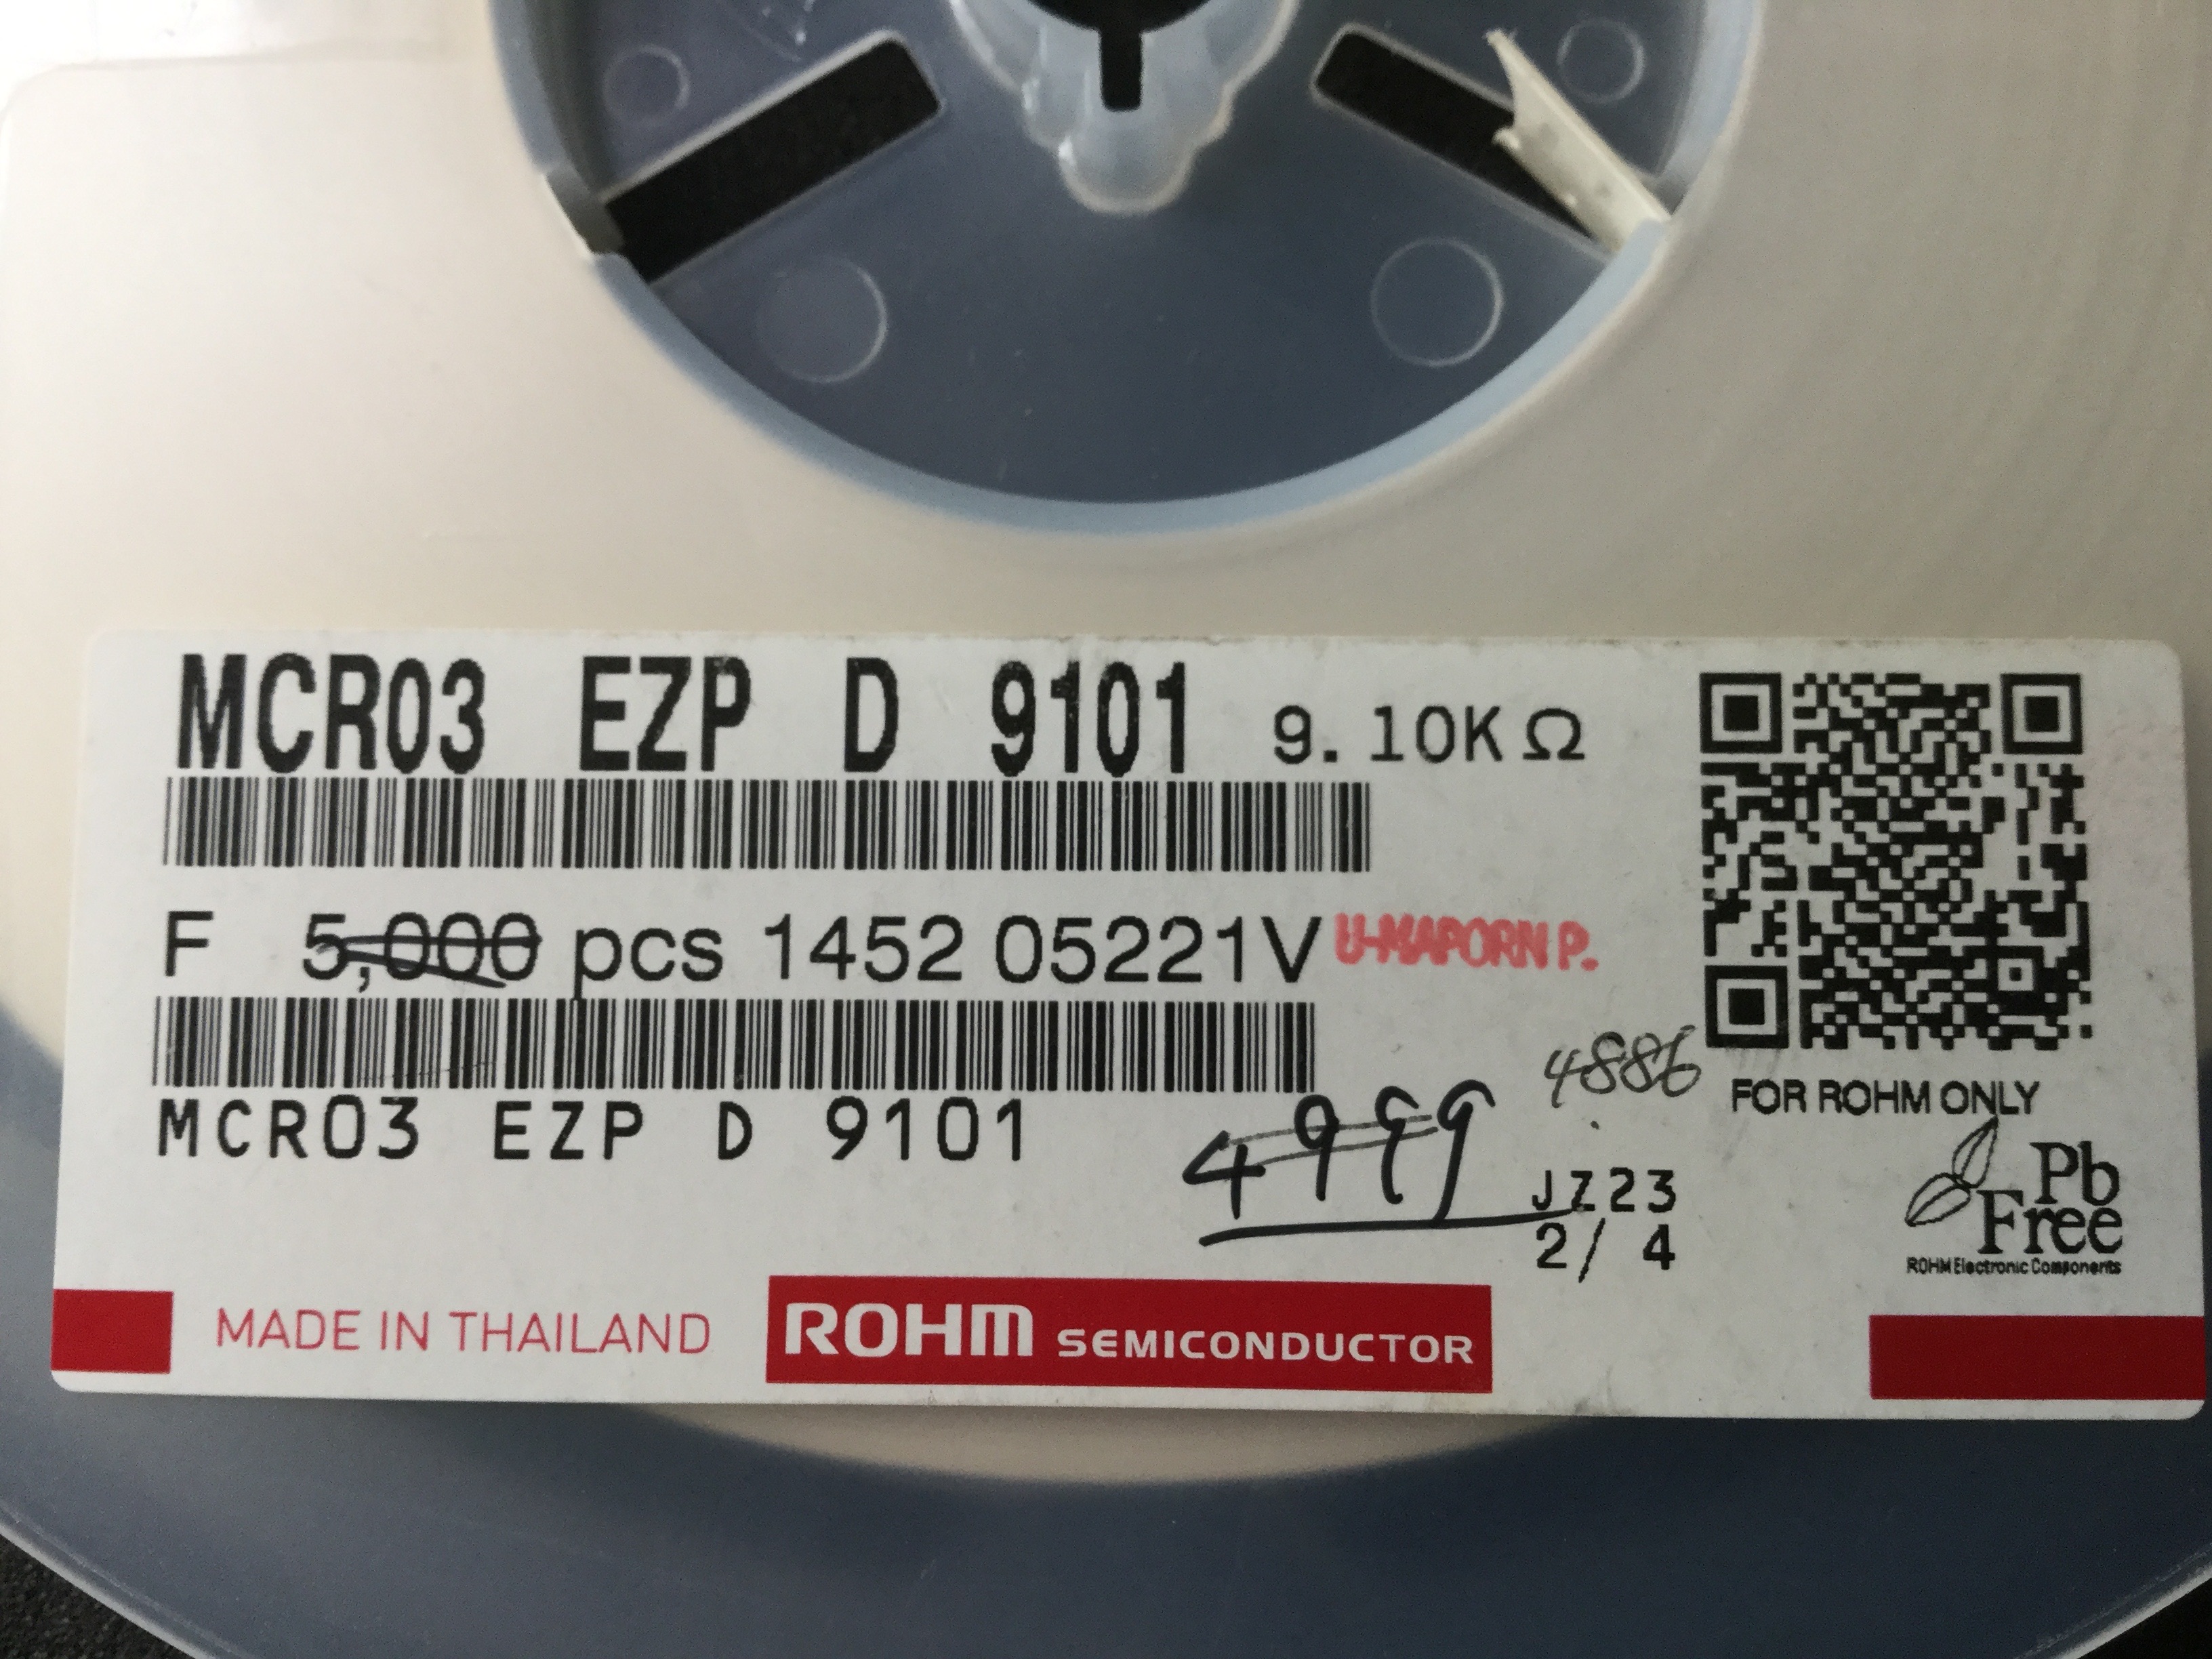 MCR03 EZP D 9101 9.10KΩ
F 5,000 pcs 1452 05221V U-MAPORN P.
4886
FOR ROHM ONLY
MCR03 EZP D 9101
4999
JZ23
2/ 4
Pb
Free
ROHM Electronic Components
MADE IN THAILAND
ROHM SEMICONDUCTOR